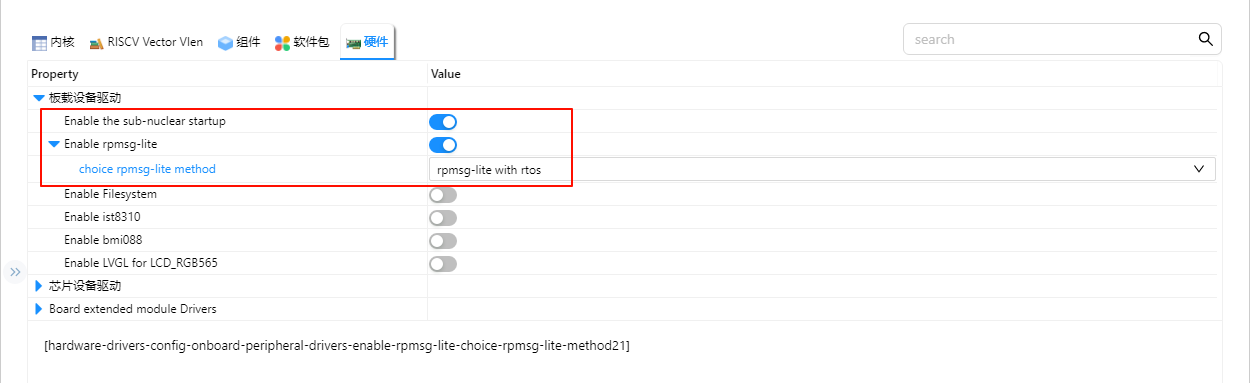 内核 RISCV Vector Vlen 组件 软件包 硬件 search
Property Value
板载设备驱动
Enable the sub-nuclear startup
Enable rpmsg-lite
choice rpmsg-lite method rpmsg-lite with rtos
Enable Filesystem
Enable ist8310
Enable bmi088
Enable LVGL for LCD_RGB565
芯片设备驱动
Board extended module Drivers
[hardware-drivers-config-onboard-peripheral-drivers-enable-rpmsg-lite-choice-rpmsg-lite-method21]